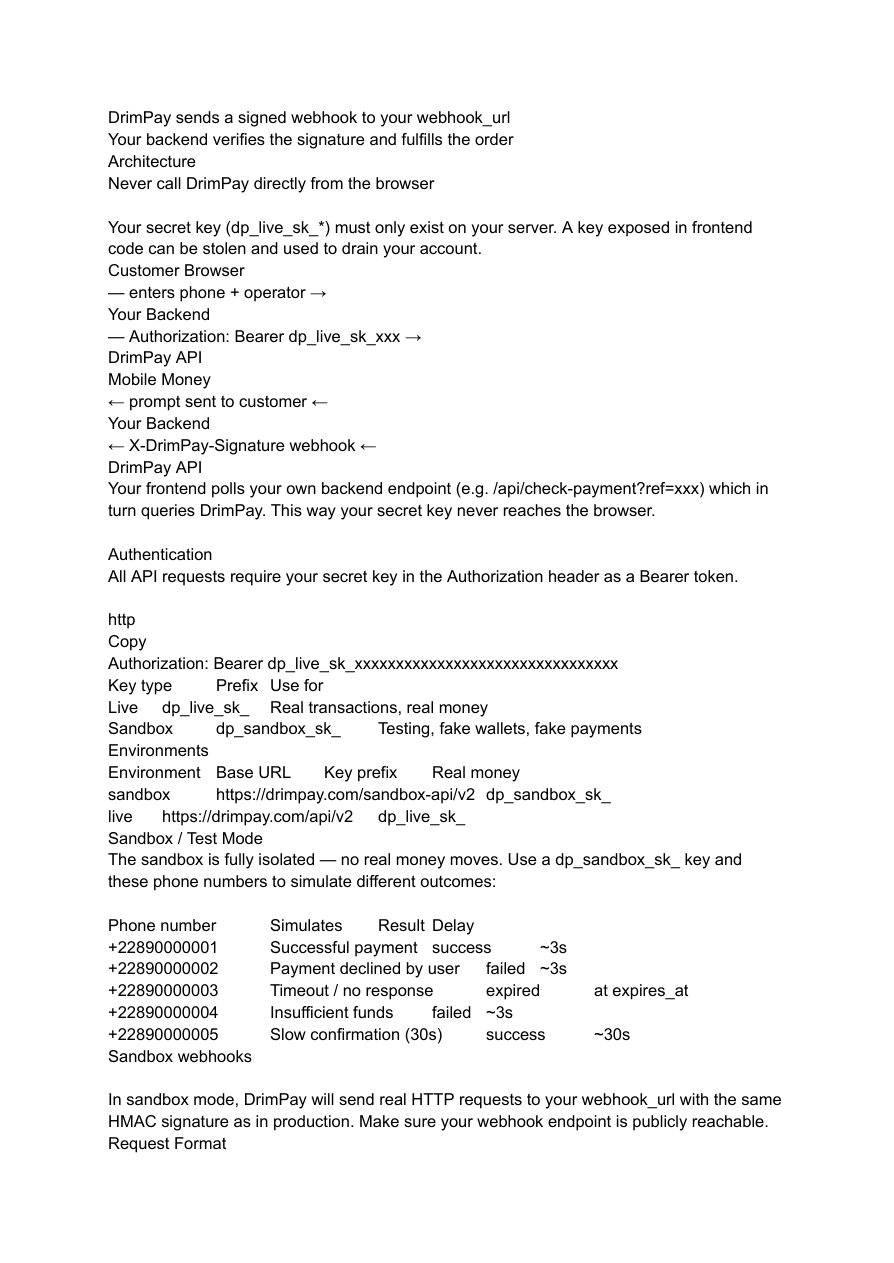 DrimPay sends a signed webhook to your webhook_url
Your backend verifies the signature and fulfills the order
Architecture
Never call DrimPay directly from the browser
Your secret key (dp_live_sk_*) must only exist on your server. A key exposed in frontend
code can be stolen and used to drain your account.
Customer Browser
— enters phone + operator →
Your Backend
— Authorization: Bearer dp_live_sk_xxx →
DrimPay API
Mobile Money
← prompt sent to customer ←
Your Backend
← X-DrimPay-Signature webhook ←
DrimPay API
Your frontend polls your own backend endpoint (e.g. /api/check-payment?ref=xxx) which in
turn queries DrimPay. This way your secret key never reaches the browser.
Authentication
All API requests require your secret key in the Authorization header as a Bearer token.
http
Copy
Authorization: Bearer dp_live_sk_xxxxxxxxxxxxxxxxxxxxxxxxxxxxxxxx
Key type Prefix Use for
Live dp_live_sk_ Real transactions, real money
Sandbox dp_sandbox_sk_ Testing, fake wallets, fake payments
Environments
Environment Base URL Key prefix Real money
sandbox https://drimpay.com/sandbox-api/v2 dp_sandbox_sk_
live https://drimpay.com/api/v2 dp_live_sk_
Sandbox / Test Mode
The sandbox is fully isolated — no real money moves. Use a dp_sandbox_sk_ key and
these phone numbers to simulate different outcomes:
Phone number Simulates Result Delay
+22890000001 Successful payment success ~3s
+22890000002 Payment declined by user failed ~3s
+22890000003 Timeout / no response expired at expires_at
+22890000004 Insufficient funds failed ~3s
+22890000005 Slow confirmation (30s) success ~30s
Sandbox webhooks
In sandbox mode, DrimPay will send real HTTP requests to your webhook_url with the same
HMAC signature as in production. Make sure your webhook endpoint is publicly reachable.
Request Format